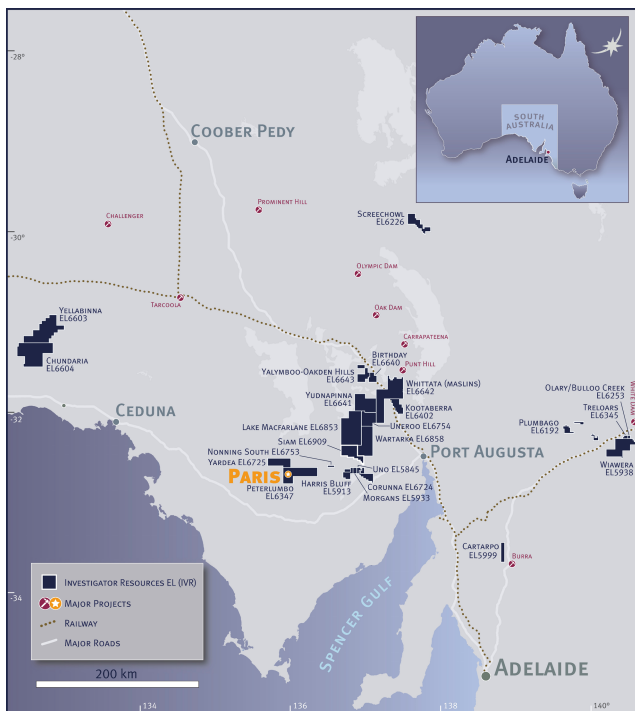 -28°
SOUTH
AUSTRALIA
ADELAIDE
COOBER PEDY
CHALLENGER
PROMINENT HILL
SCREECHOWL
EL6226
-30°
OLYMPIC DAM
TARCOOLA
OAK DAM
YELLABINNA
EL6603
CHUNDARIA
EL6604
CARRAPATEENA
BIRTHDAY
EL6640
PUNT HILL
YALYMBOO-OAKDEN HILLS
EL6643
WHITTATA (MASLINS)
EL6642
YUDNAPINNA
EL6641
KOOTABERRA
EL6402
OLARY/BULLOO CREEK
EL6253
WHITE DAM
TRELOARS
EL6345
-32
CEDUNA
LAKE MACFARLANE EL6853
UNEROO EL6754
PLUMBAGO
EL6192
SIAM EL6909
WARTARKA EL6858
NONNING SOUTH EL6753
PORT AUGUSTA
YARDEA EL6725
UNO EL5845
WIAWERA
EL5938
PARIS
PETERLUMBO
EL6347
HARRIS BLUFF
EL5913
CORUNNA EL6724
MORGANS EL5933
CARTARPO
EL5999
BURRA
INVESTIGATOR RESOURCES EL (IVR)
-34
MAJOR PROJECTS
RAILWAY
MAJOR ROADS
SPENCER GULF
200 km
ADELAIDE
134
136
138
140°